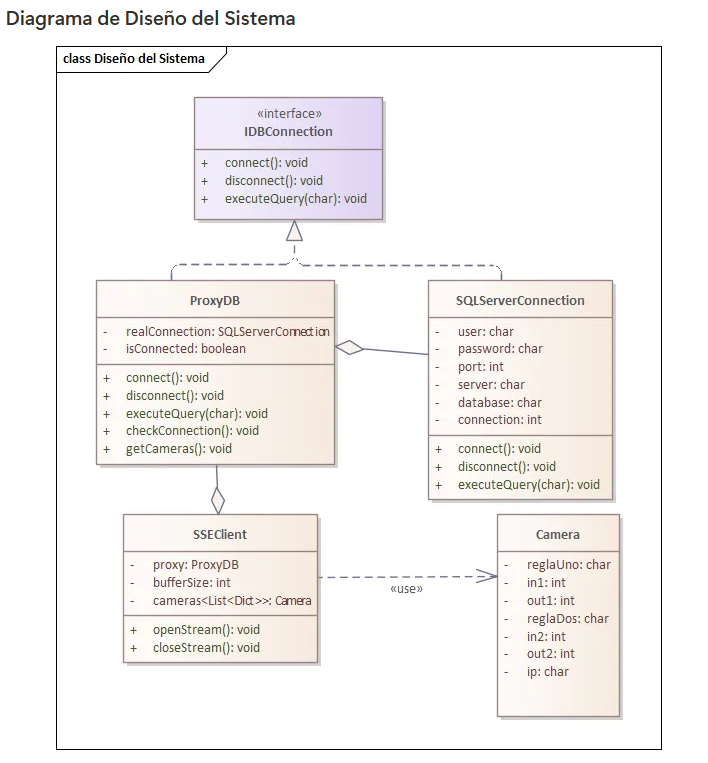 Diagrama de Diseño del Sistema
class Diseño del Sistema
«interface»
IDBConnection
+ connect(): void
+ disconnect(): void
+ executeQuery(char): void
ProxyDB
- realConnection: SQLServerConnection
- isConnected: boolean
+ connect(): void
+ disconnect(): void
+ executeQuery(char): void
+ checkConnection(): void
+ getCameras(): void
SQLServerConnection
- user: char
- password: char
- port: int
- server: char
- database: char
- connection: int
+ connect(): void
+ disconnect(): void
+ executeQuery(char): void
SSEClient
- proxy: ProxyDB
- bufferSize: int
- cameras<List<Dict>>: Camera
+ openStream(): void
+ closeStream(): void
«use»
Camera
- reglaUno: char
- in1: int
- out1: int
- reglaDos: char
- in2: int
- out2: int
- ip: char